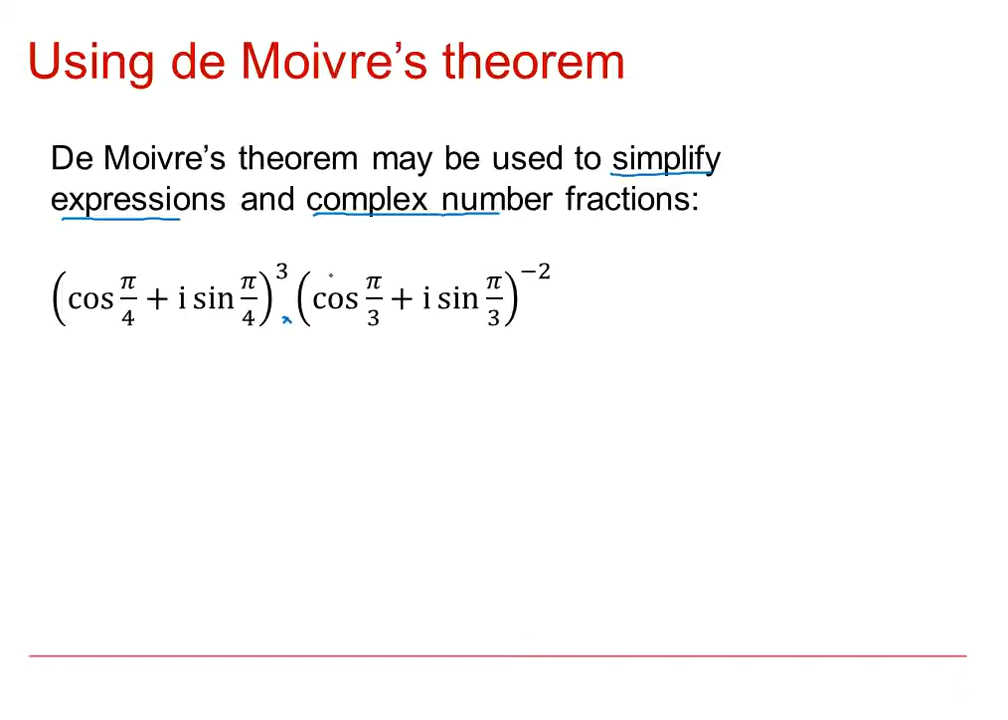 Using de Moivre’s theorem
De Moivre’s theorem may be used to simplify
expressions and complex number fractions:
(cos π/4 + i sin π/4)³ × (cos π/3 + i sin π/3)⁻²